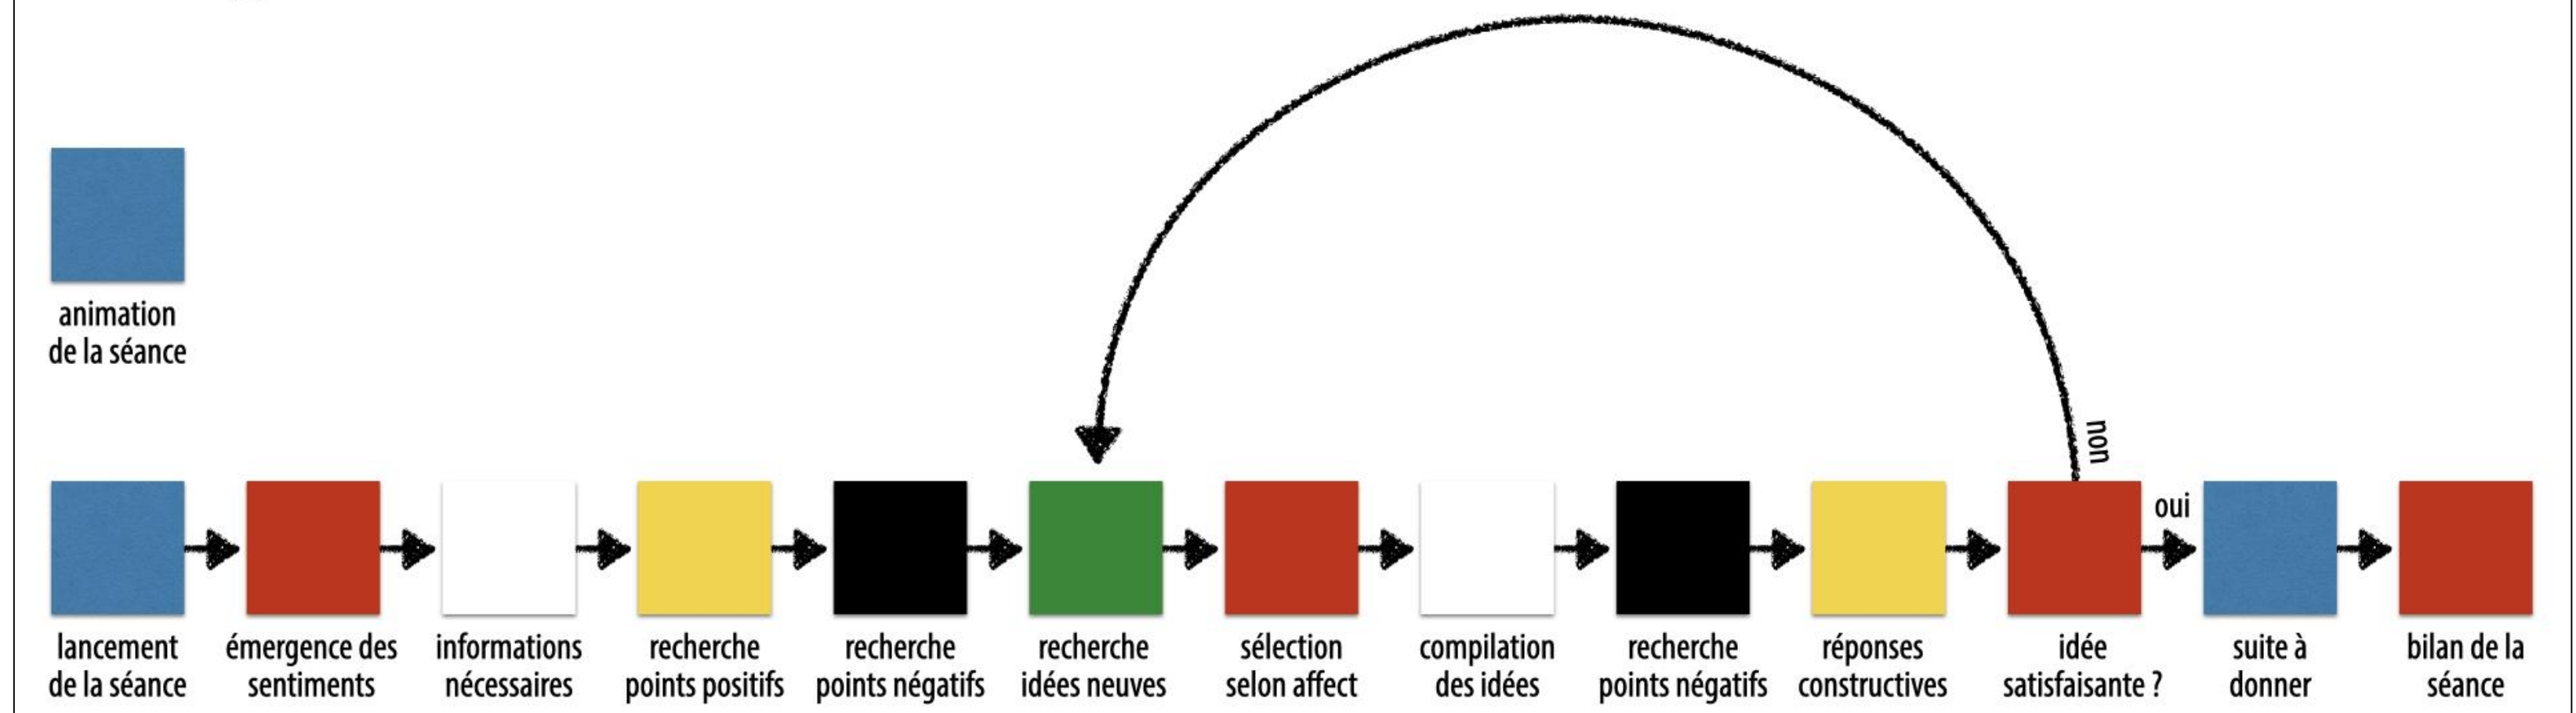 animation
de la séance
non
oui
lancement
de la séance
émergence des
sentiments
informations
nécessaires
recherche
points positifs
recherche
points négatifs
recherche
idées neuves
sélection
selon affect
compilation
des idées
recherche
points négatifs
réponses
constructives
idée
satisfaisante ?
suite à
donner
bilan de la
séance